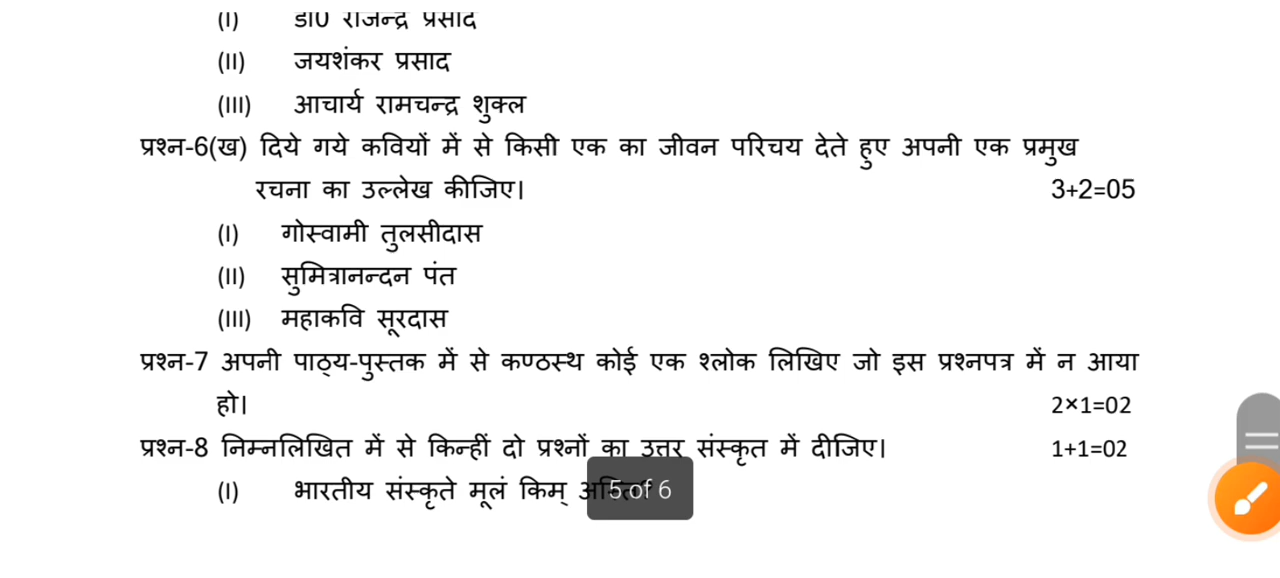 (I) डा0 राजेन्द्र प्रसाद
(II) जयशंकर प्रसाद
(III) आचार्य रामचन्द्र शुक्ल
प्रश्न-6(ख) दिये गये कवियों में से किसी एक का जीवन परिचय देते हुए अपनी एक प्रमुख
रचना का उल्लेख कीजिए। 3+2=05
(I) गोस्वामी तुलसीदास
(II) सुमित्रानन्दन पंत
(III) महाकवि सूरदास
प्रश्न-7 अपनी पाठ्य-पुस्तक में से कण्ठस्थ कोई एक श्लोक लिखिए जो इस प्रश्नपत्र में न आया
हो। 2×1=02
प्रश्न-8 निम्नलिखित में से किन्हीं दो प्रश्नों का उत्तर संस्कृत में दीजिए। 1+1=02
(I) भारतीय संस्कृते मूलं किम्
5 of 6